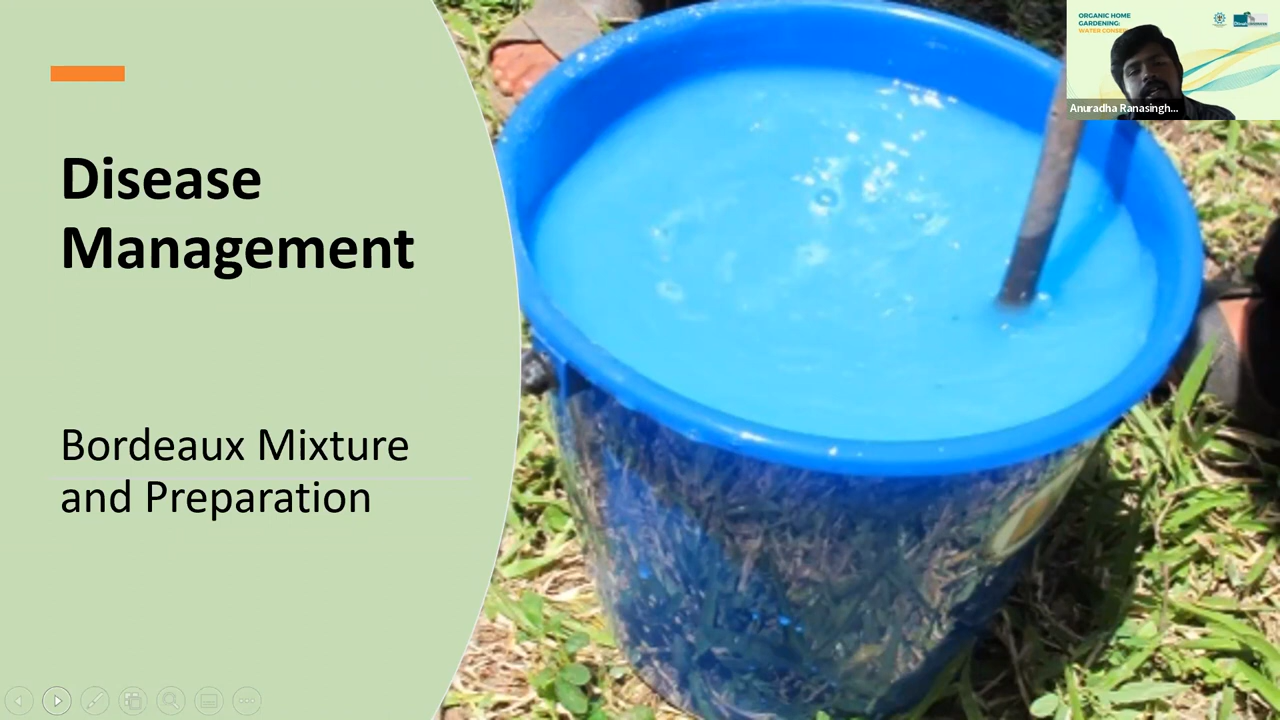 Disease
Management
Bordeaux Mixture
and Preparation
ORGANIC HOME
GARDENING:
Anuradha Ranasingh...